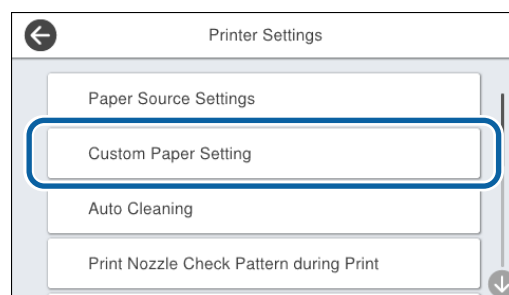 Printer Settings
Paper Source Settings
Custom Paper Setting
Auto Cleaning
Print Nozzle Check Pattern during Print